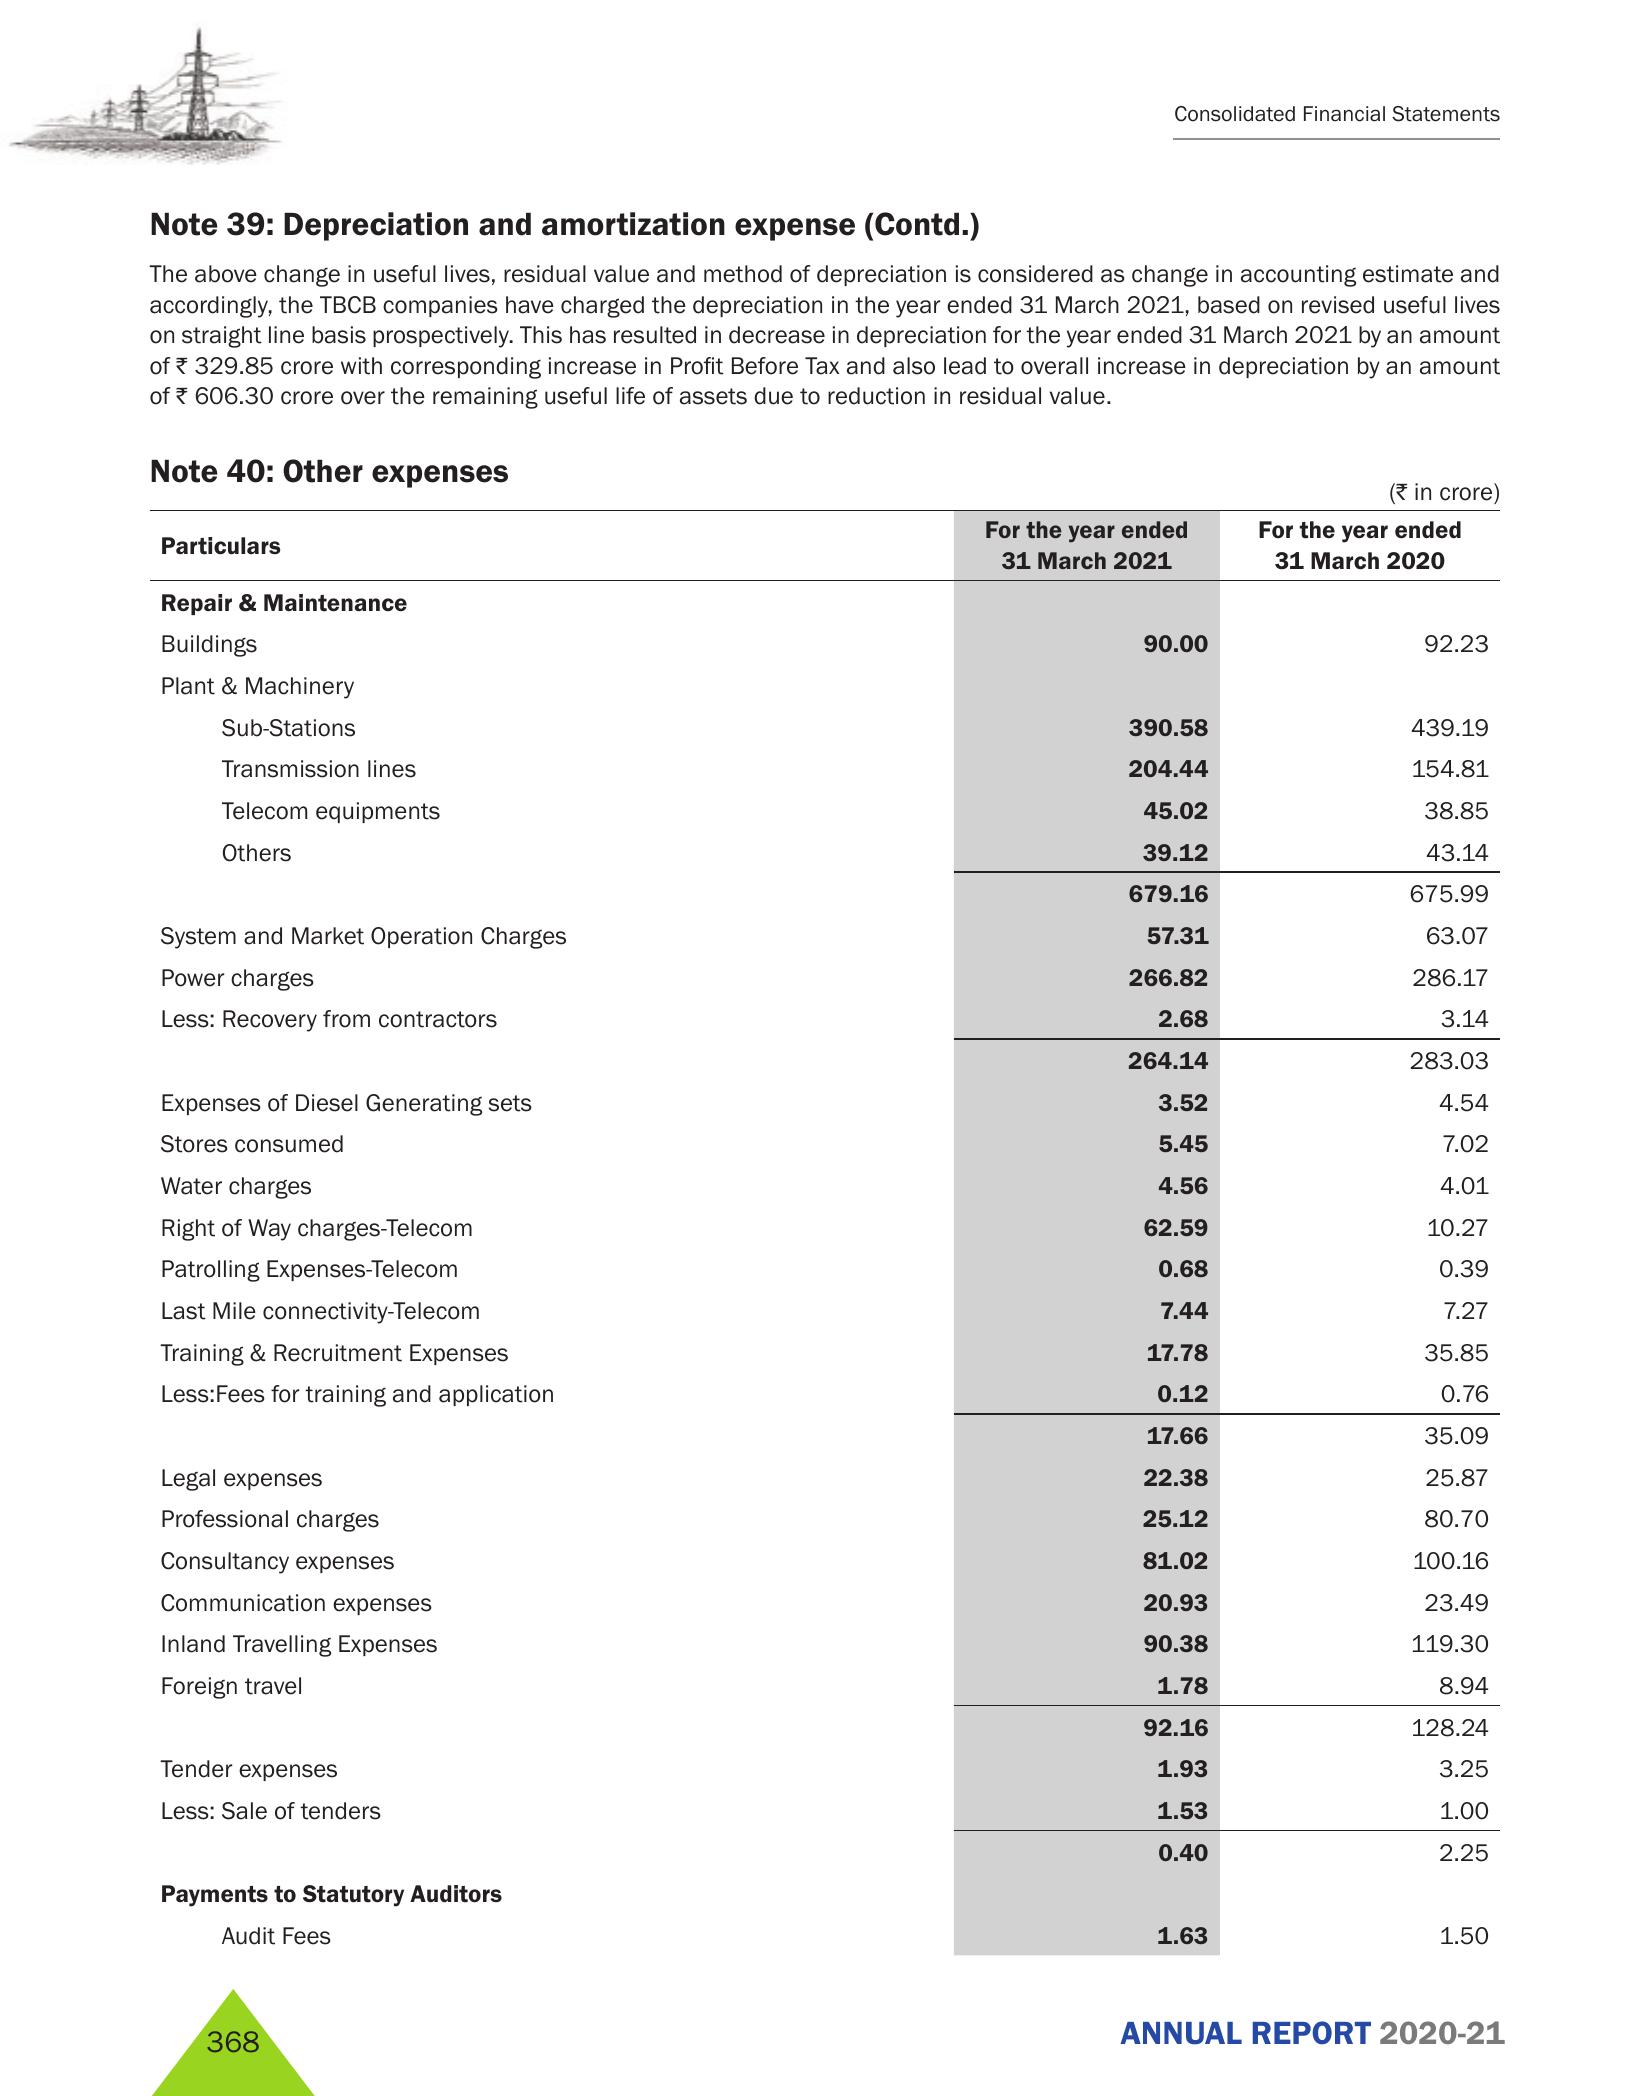 Consolidated Financial Statements
Note 39: Depreciation and amortization expense (Contd.)
The above change in useful lives, residual value and method of depreciation is considered as change in accounting estimate and
accordingly, the TBCB companies have charged the depreciation in the year ended 31 March 2021, based on revised useful lives
on straight line basis prospectively. This has resulted in decrease in depreciation for the year ended 31 March 2021 by an amount
of ₹ 329.85 crore with corresponding increase in Profit Before Tax and also lead to overall increase in depreciation by an amount
of ₹ 606.30 crore over the remaining useful life of assets due to reduction in residual value.
Note 40: Other expenses
(₹ in crore)
Particulars For the year ended 31 March 2021 For the year ended 31 March 2020
Repair & Maintenance
Buildings 90.00 92.23
Plant & Machinery
Sub-Stations 390.58 439.19
Transmission lines 204.44 154.81
Telecom equipments 45.02 38.85
Others 39.12 43.14
679.16 675.99
System and Market Operation Charges 57.31 63.07
Power charges 266.82 286.17
Less: Recovery from contractors 2.68 3.14
264.14 283.03
Expenses of Diesel Generating sets 3.52 4.54
Stores consumed 5.45 7.02
Water charges 4.56 4.01
Right of Way charges-Telecom 62.59 10.27
Patrolling Expenses-Telecom 0.68 0.39
Last Mile connectivity-Telecom 7.44 7.27
Training & Recruitment Expenses 17.78 35.85
Less:Fees for training and application 0.12 0.76
17.66 35.09
Legal expenses 22.38 25.87
Professional charges 25.12 80.70
Consultancy expenses 81.02 100.16
Communication expenses 20.93 23.49
Inland Travelling Expenses 90.38 119.30
Foreign travel 1.78 8.94
92.16 128.24
Tender expenses 1.93 3.25
Less: Sale of tenders 1.53 1.00
0.40 2.25
Payments to Statutory Auditors
Audit Fees 1.63 1.50
368
ANNUAL REPORT 2020-21